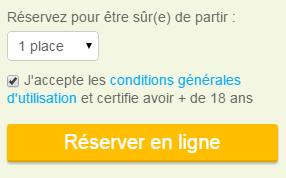 Réservez pour être sûr(e) de partir :
1 place
J'accepte les conditions générales
d'utilisation et certifie avoir + de 18 ans
Réserver en ligne